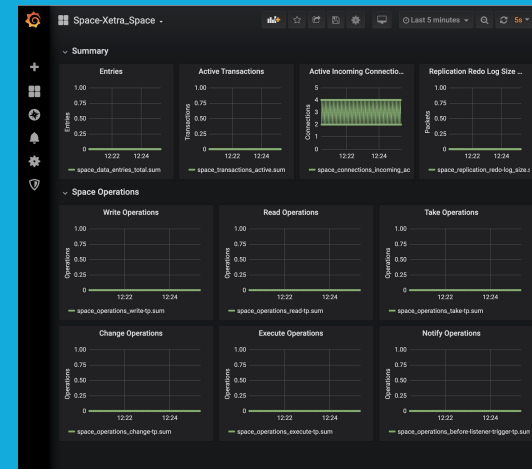 Space-Xetra_Space
Last 5 minutes
5s
Summary
Entries
Active Transactions
Active Incoming Connectio...
Replication Redo Log Size ...
Entries
1.00
0.75
0.50
0.25
0
12:22 12:24
space_data_entries_total.sum
Transactions
1.00
0.75
0.50
0.25
0
12:22 12:24
space_transactions_active.sum
Connections
5
4
3
2
1
0
12:22 12:24
space_connections_incoming_ac
Packets
1.00
0.75
0.50
0.25
0
12:22 12:24
space_replication_redo-log_size.s
Space Operations
Write Operations
Read Operations
Take Operations
Operations
1.00
0.75
0.50
0.25
0
12:22 12:24
space_operations_write-tp.sum
Operations
1.00
0.75
0.50
0.25
0
12:22 12:24
space_operations_read-tp.sum
Operations
1.00
0.75
0.50
0.25
0
12:22 12:24
space_operations_take-tp.sum
Change Operations
Execute Operations
Notify Operations
Operations
1.00
0.75
0.50
0.25
0
12:22 12:24
space_operations_change-tp.sum
Operations
1.00
0.75
0.50
0.25
0
12:22 12:24
space_operations_execute-tp.sum
Operations
1.00
0.75
0.50
0.25
0
12:22 12:24
space_operations_before-listener-trigger-tp.sum